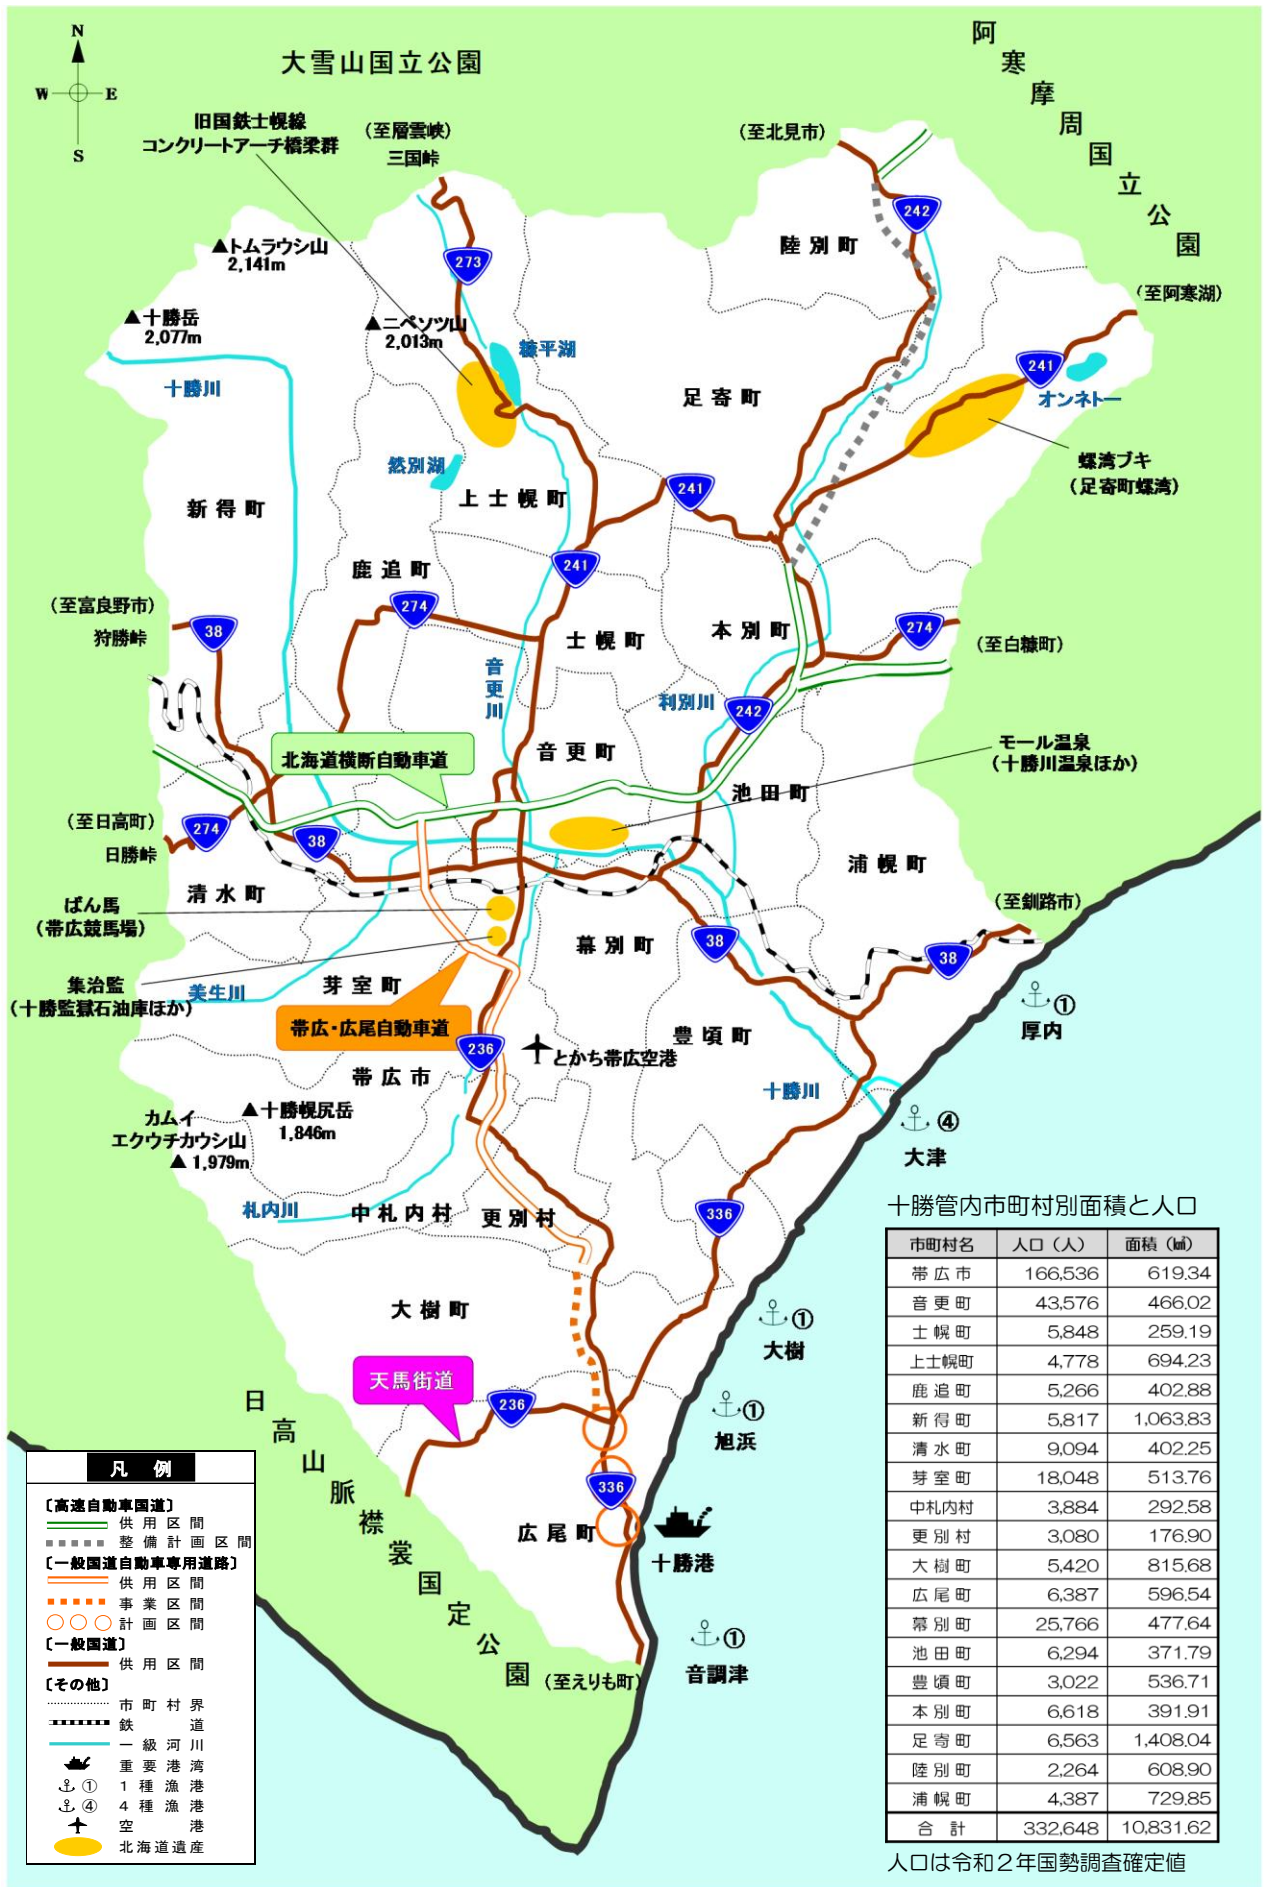 N
W E
S
大雪山国立公園
阿寒摩周国立公園
旧国鉄士幌線
コンクリートアーチ橋梁群
(至層雲峡)
三国峠
(至北見市)
242
陸別町
▲トムラウシ山
2,141m
273
(至阿寒湖)
▲十勝岳
2,077m
▲ニペソツ山
2,013m
糠平湖
241
十勝川
足寄町
オンネトー
然別湖
螺湾ブキ
(足寄町螺湾)
新得町
上士幌町
241
鹿追町
241
(至富良野市)
狩勝峠
38
274
士幌町
本別町
274
(至白糠町)
音更川
利別川
242
北海道横断自動車道
音更町
モール温泉
(十勝川温泉ほか)
池田町
(至日高町)
日勝峠
274
38
浦幌町
清水町
ばん馬
(帯広競馬場)
(至釧路市)
幕別町
38
38
集治監
(十勝監獄石油庫ほか)
美生川
芽室町
①
厚内
帯広・広尾自動車道
豊頃町
236
とかち帯広空港
帯広市
十勝川
カムイ
エクウチカウシ山
▲ 1,979m
▲十勝幌尻岳
1,846m
④
大津
札内川
中札内村
更別村
336
大樹町
①
大樹
天馬街道
236
①
旭浜
日高山脈襟裳国定公園
336
広尾町
十勝港
①
音調津
(至えりも町)
凡 例
〔高速自動車国道〕
供用区間
整備計画区間
〔一般国道自動車専用道路〕
供用区間
事業区間
計画区間
〔一般国道〕
供用区間
〔その他〕
市町村界
鉄道
一級河川
重要港湾
① 1種漁港
④ 4種漁港
空港
北海道遺産
十勝管内市町村別面積と人口
市町村名 人口(人) 面積(㎢)
帯広市 166,536 619.34
音更町 43,576 466.02
士幌町 5,848 259.19
上士幌町 4,778 694.23
鹿追町 5,266 402.88
新得町 5,817 1,063.83
清水町 9,094 402.25
芽室町 18,048 513.76
中札内村 3,884 292.58
更別村 3,080 176.90
大樹町 5,420 815.68
広尾町 6,387 596.54
幕別町 25,766 477.64
池田町 6,294 371.79
豊頃町 3,022 536.71
本別町 6,618 391.91
足寄町 6,563 1,408.04
陸別町 2,264 608.90
浦幌町 4,387 729.85
合計 332,648 10,831.62
人口は令和2年国勢調査確定値